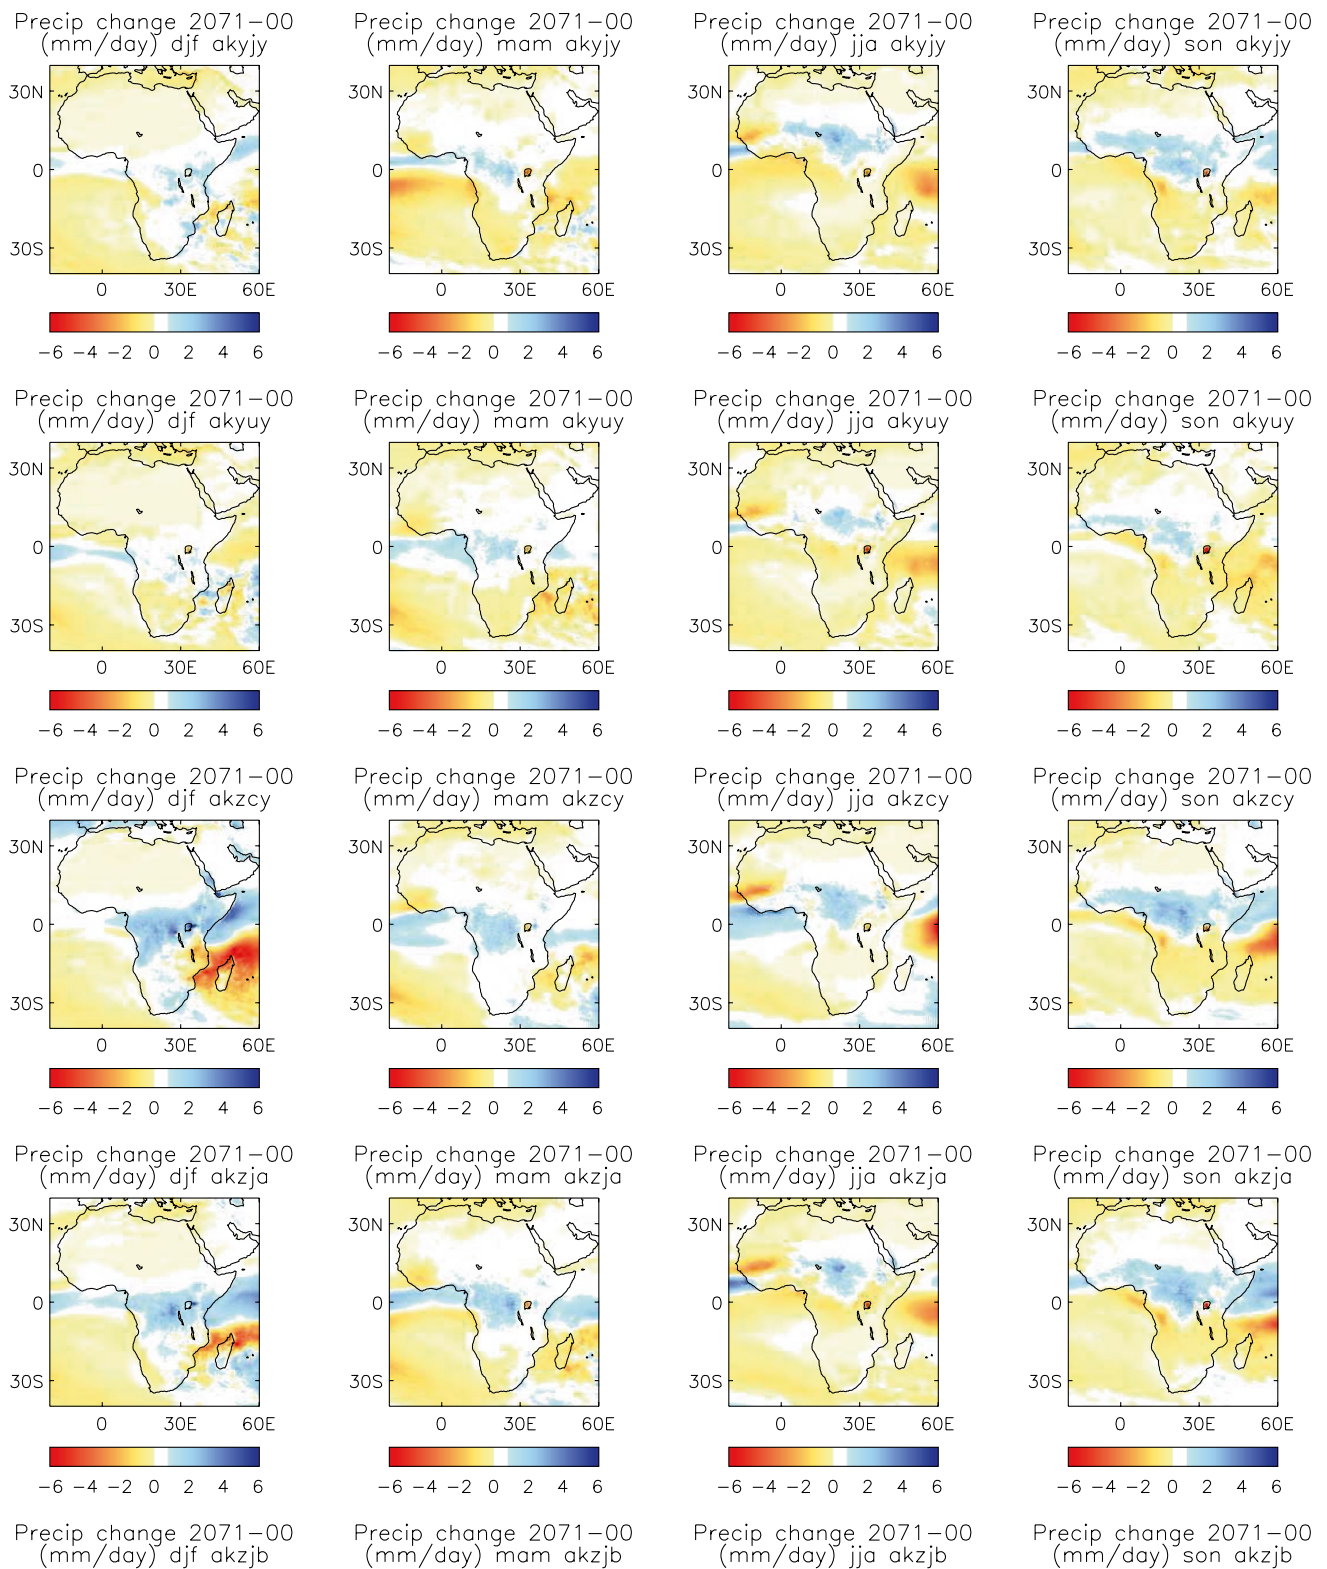 Precip change 2071-00 Precip change 2071-00 Precip change 2071-00 Precip change 2071-00
(mm/day) djf akyjy (mm/day) mam akyjy (mm/day) jja akyjy (mm/day) son akyjy
30N 30N 30N 30N
0 0 0 0
30S 30S 30S 30S
0 30E 60E 0 30E 60E 0 30E 60E 0 30E 60E
-6 -4 -2 0 2 4 6 -6 -4 -2 0 2 4 6 -6 -4 -2 0 2 4 6 -6 -4 -2 0 2 4 6
Precip change 2071-00 Precip change 2071-00 Precip change 2071-00 Precip change 2071-00
(mm/day) djf akyuy (mm/day) mam akyuy (mm/day) jja akyuy (mm/day) son akyuy
30N 30N 30N 30N
0 0 0 0
30S 30S 30S 30S
0 30E 60E 0 30E 60E 0 30E 60E 0 30E 60E
-6 -4 -2 0 2 4 6 -6 -4 -2 0 2 4 6 -6 -4 -2 0 2 4 6 -6 -4 -2 0 2 4 6
Precip change 2071-00 Precip change 2071-00 Precip change 2071-00 Precip change 2071-00
(mm/day) djf akzcy (mm/day) mam akzcy (mm/day) jja akzcy (mm/day) son akzcy
30N 30N 30N 30N
0 0 0 0
30S 30S 30S 30S
0 30E 60E 0 30E 60E 0 30E 60E 0 30E 60E
-6 -4 -2 0 2 4 6 -6 -4 -2 0 2 4 6 -6 -4 -2 0 2 4 6 -6 -4 -2 0 2 4 6
Precip change 2071-00 Precip change 2071-00 Precip change 2071-00 Precip change 2071-00
(mm/day) djf akzja (mm/day) mam akzja (mm/day) jja akzja (mm/day) son akzja
30N 30N 30N 30N
0 0 0 0
30S 30S 30S 30S
0 30E 60E 0 30E 60E 0 30E 60E 0 30E 60E
-6 -4 -2 0 2 4 6 -6 -4 -2 0 2 4 6 -6 -4 -2 0 2 4 6 -6 -4 -2 0 2 4 6
Precip change 2071-00 Precip change 2071-00 Precip change 2071-00 Precip change 2071-00
(mm/day) djf akzjb (mm/day) mam akzjb (mm/day) jja akzjb (mm/day) son akzjb